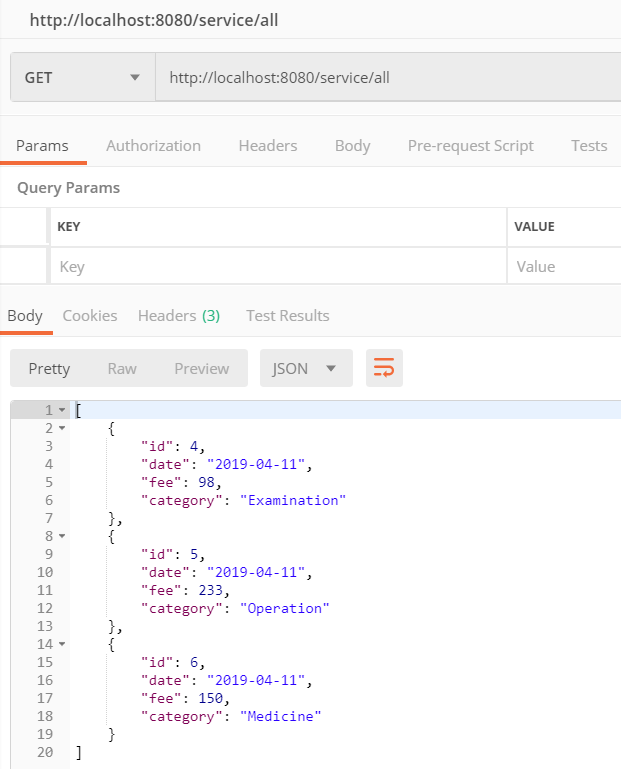 http://localhost:8080/service/all
GET http://localhost:8080/service/all
Params Authorization Headers Body Pre-request Script Tests
Query Params
KEY VALUE
Key Value
Body Cookies Headers (3) Test Results
Pretty Raw Preview JSON
1 [
2 {
3 "id": 4,
4 "date": "2019-04-11",
5 "fee": 98,
6 "category": "Examination"
7 },
8 {
9 "id": 5,
10 "date": "2019-04-11",
11 "fee": 233,
12 "category": "Operation"
13 },
14 {
15 "id": 6,
16 "date": "2019-04-11",
17 "fee": 150,
18 "category": "Medicine"
19 }
20 ]